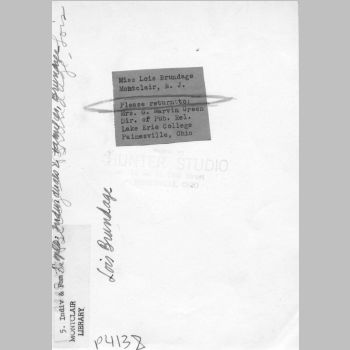 Miss Lois Brundage
Montclair, N. J.
Please return to:
Mrs. G. Marvin Green
Dir. of Pub. Rel.
Lake Erie College
Painesville, Ohio
HUNTER STUDIO
Lois Brundage
5. Indiv & Fam
MONTCLAIR
LIBRARY
P4138